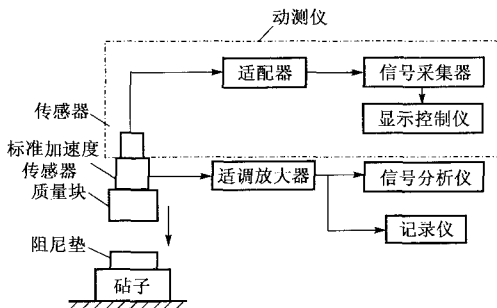 动测仪
适配器
信号采集器
传感器
显示控制仪
标准加速度
传感器
质量块
适调放大器
信号分析仪
记录仪
阻尼垫
砧子